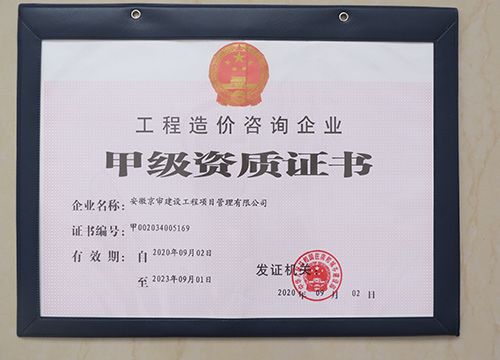 工程造价咨询企业
甲级资质证书
企业名称：安徽京审建设工程项目管理有限公司
证书编号：甲002034005169
有效期：自 2020年09月02日
至 2023年09月01日
发证机关：
2020年09月02日